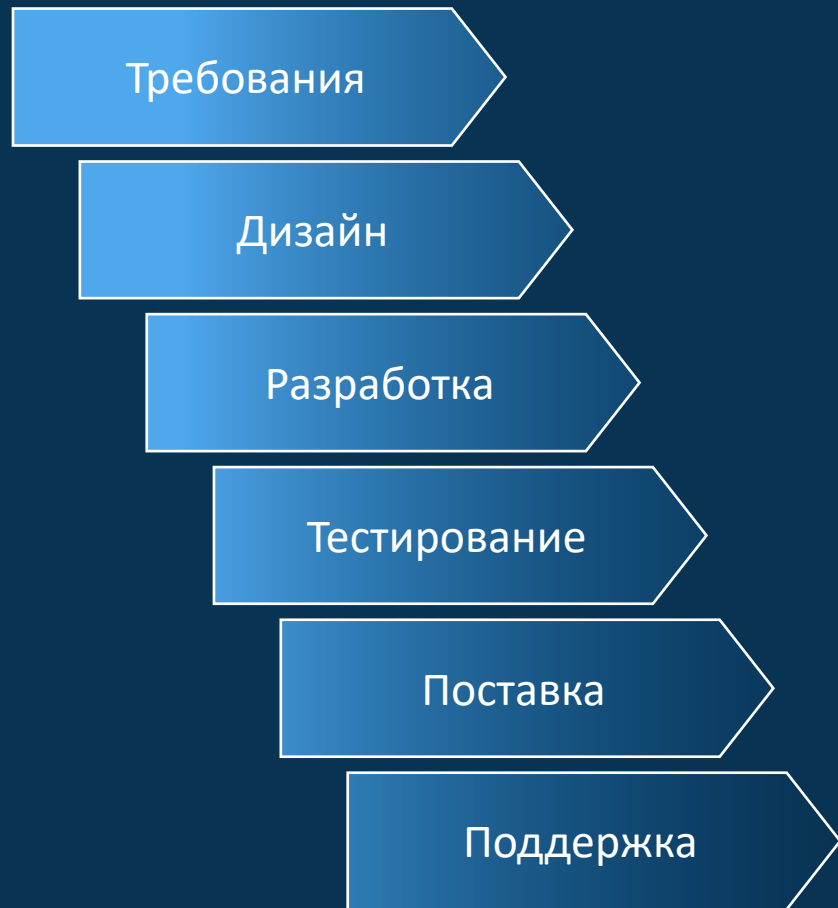 Требования
Дизайн
Разработка
Тестирование
Поставка
Поддержка